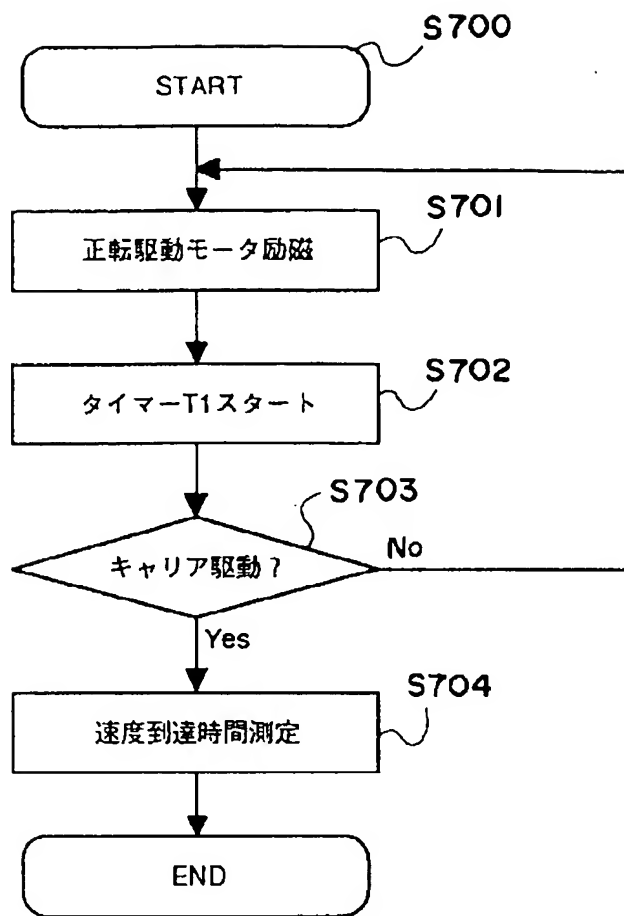 S700
START
S701
正転駆動モータ励磁
S702
タイマーT1スタート
S703
キャリア駆動？
No
Yes
S704
速度到達時間測定
END